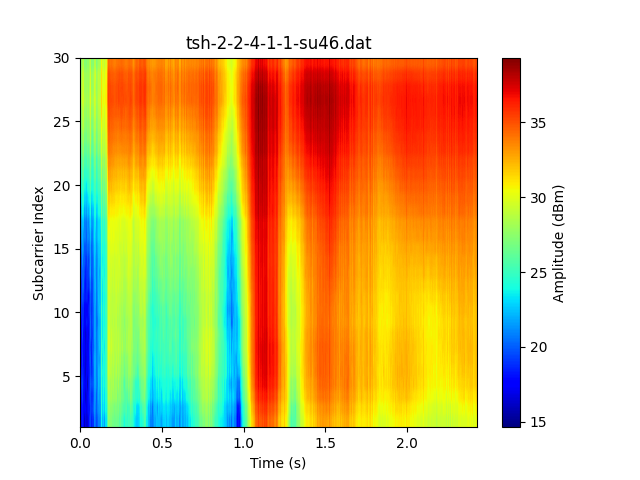 tsh-2-2-4-1-1-su46.dat
30
25
20
15
10
5
Subcarrier Index
0.0 0.5 1.0 1.5 2.0
Time (s)
35
30
25
20
15
Amplitude (dBm)